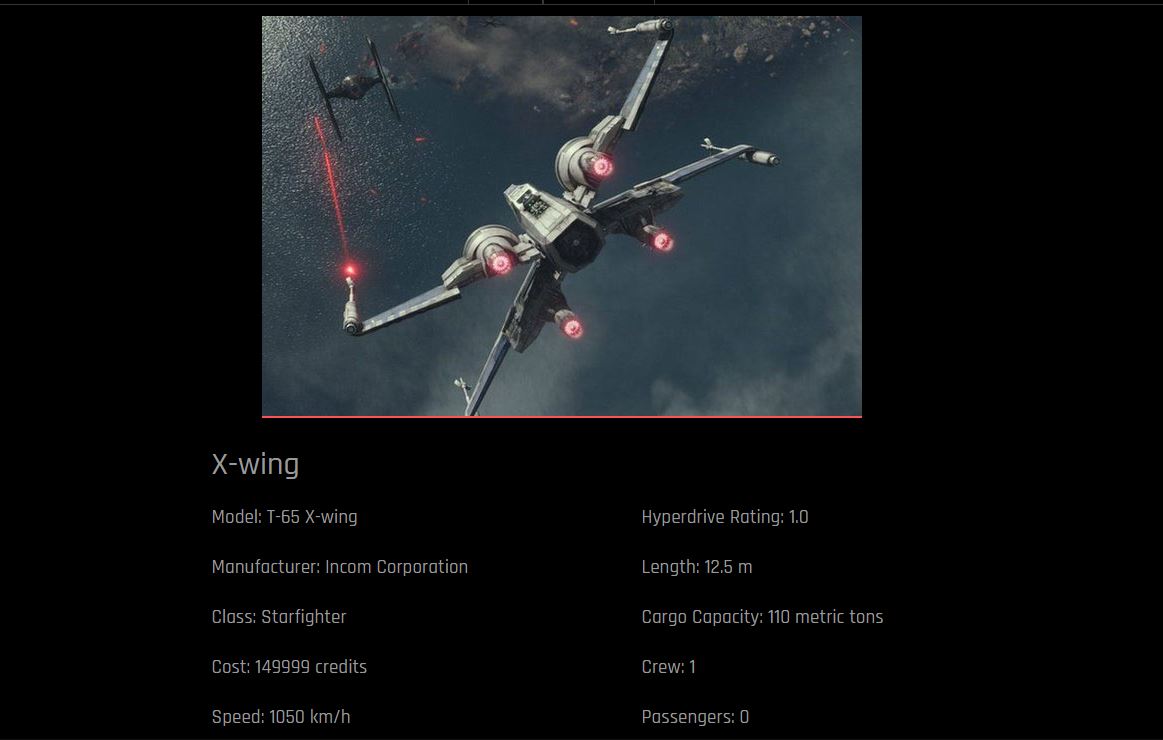 X-wing
Model: T-65 X-wing
Hyperdrive Rating: 1.0
Manufacturer: Incom Corporation
Length: 12.5 m
Class: Starfighter
Cargo Capacity: 110 metric tons
Cost: 149999 credits
Crew: 1
Speed: 1050 km/h
Passengers: 0